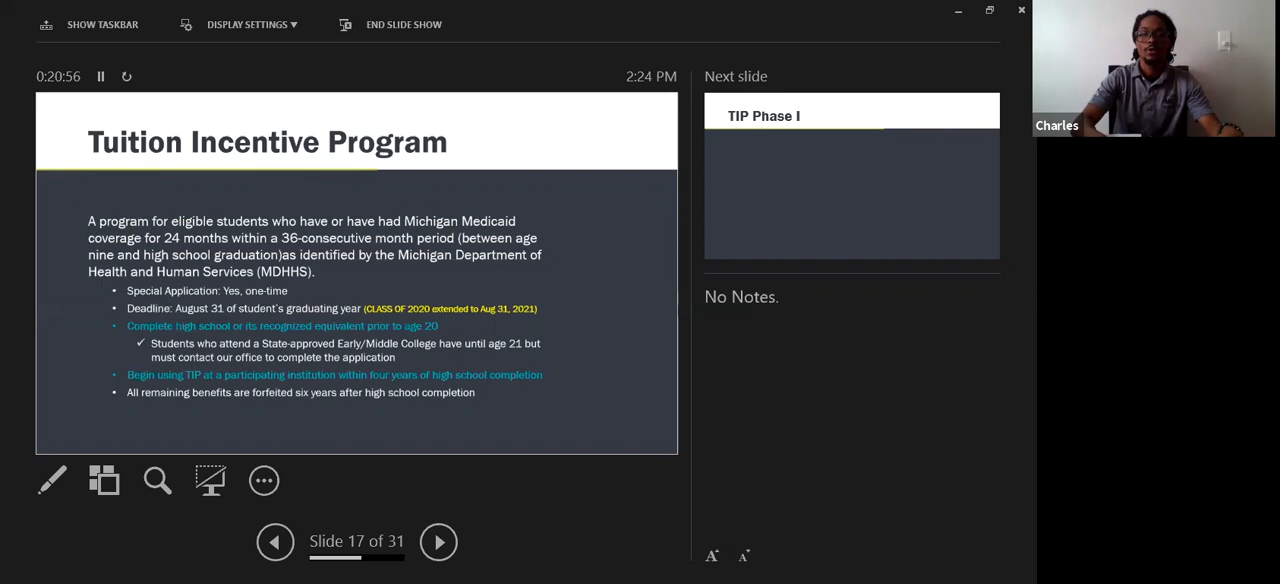 SHOW TASKBAR
DISPLAY SETTINGS ▼
END SLIDE SHOW
0:20:56
2:24 PM
Next slide
Tuition Incentive Program
TIP Phase I
A program for eligible students who have or have had Michigan Medicaid
coverage for 24 months within a 36-consecutive month period (between age
nine and high school graduation)as identified by the Michigan Department of
Health and Human Services (MDHHS).
• Special Application: Yes, one-time
• Deadline: August 31 of student's graduating year (CLASS OF 2020 extended to Aug 31, 2021)
• Complete high school or its recognized equivalent prior to age 20
✓ Students who attend a State-approved Early/Middle College have until age 21 but
must contact our office to complete the application
• Begin using TIP at a participating institution within four years of high school completion
• All remaining benefits are forfeited six years after high school completion
No Notes.
Slide 17 of 31
A A
Charles